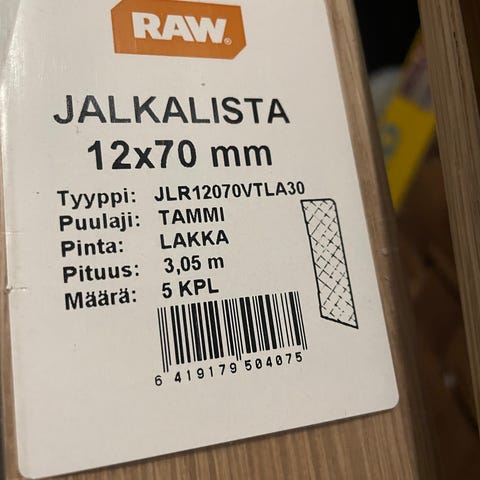 RAW®
JALKALISTA
12x70 mm
Tyyppi: JLR12070VTLA30
Puulaji: TAMMI
Pinta: LAKKA
Pituus: 3,05 m
Määrä: 5 KPL
6 419179 504075